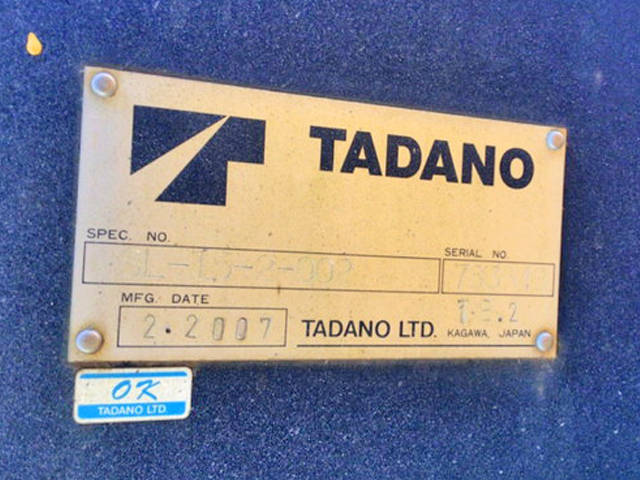 TADANO
SPEC. NO.
SERIAL NO.
MFG. DATE
2.2007
TADANO LTD.
KAGAWA, JAPAN
OK
TADANO LTD.